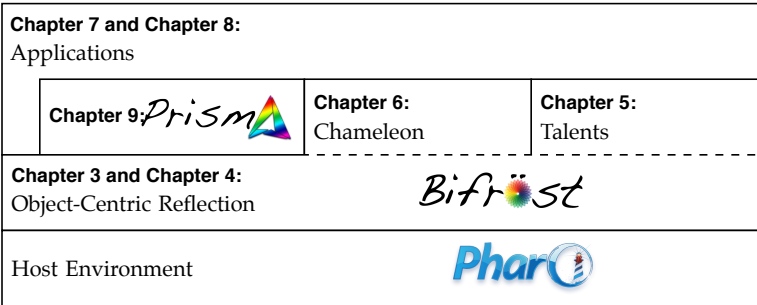 Chapter 7 and Chapter 8:
Applications
Chapter 9: Prisma
Chapter 6:
Chameleon
Chapter 5:
Talents
Chapter 3 and Chapter 4:
Object-Centric Reflection
Bifröst
Host Environment
Pharo